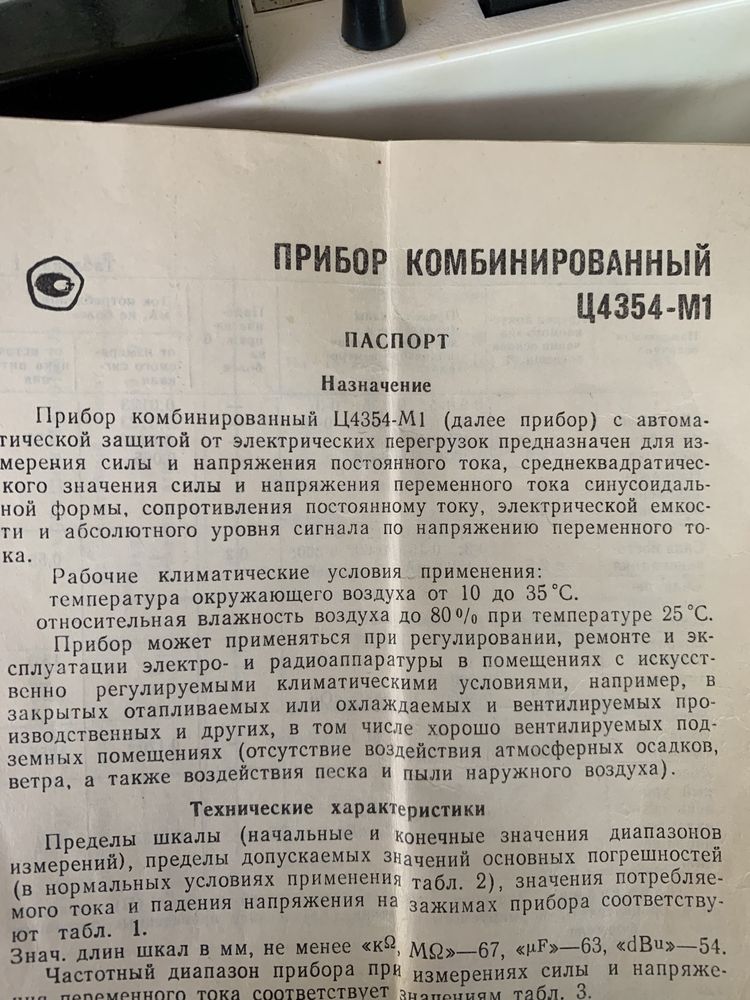 ПРИБОР КОМБИНИРОВАННЫЙ
Ц4354-М1
ПАСПОРТ
Назначение
Прибор комбинированный Ц4354-М1 (далее прибор) с автома-
тической защитой от электрических перегрузок предназначен для из-
мерения силы и напряжения постоянного тока, среднеквадратичес-
кого значения силы и напряжения переменного тока синусоидаль-
ной формы, сопротивления постоянному току, электрической емкос-
ти и абсолютного уровня сигнала по напряжению переменного то-
ка.
Рабочие климатические условия применения:
температура окружающего воздуха от 10 до 35 °С.
относительная влажность воздуха до 80 % при температуре 25 °С.
Прибор может применяться при регулировании, ремонте и эк-
сплуатации электро- и радиоаппаратуры в помещениях с искусст-
венно регулируемыми климатическими условиями, например, в
закрытых отапливаемых или охлаждаемых и вентилируемых про-
изводственных и других, в том числе хорошо вентилируемых под-
земных помещениях (отсутствие воздействия атмосферных осадков,
ветра, а также воздействия песка и пыли наружного воздуха).
Технические характеристики
Пределы шкалы (начальные и конечные значения диапазонов
измерений), пределы допускаемых значений основных погрешностей
(в нормальных условиях применения табл. 2), значения потребляе-
мого тока и падения напряжения на зажимах прибора соответству-
ют табл. 1.
Знач. длин шкал в мм, не менее «кΩ, MΩ»—67, «μF»—63, «dBu»—54.
Частотный диапазон прибора при измерениях силы и напряже-
ния переменного тока соответствует значениям табл. 3.